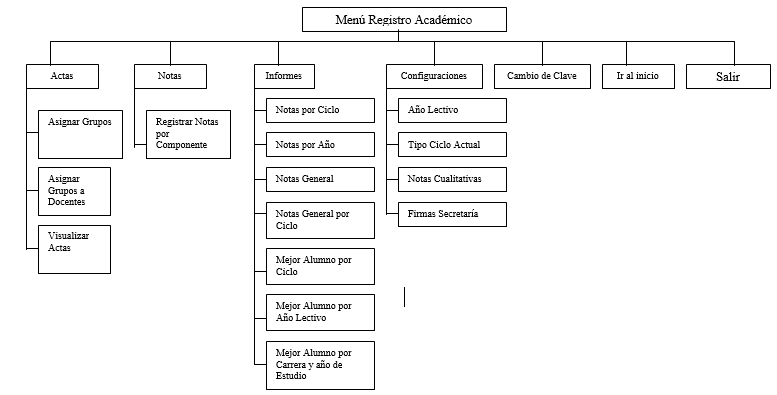 Menú Registro Académico
Actas
Notas
Informes
Configuraciones
Cambio de Clave
Ir al inicio
Salir
Asignar Grupos
Asignar
Grupos a
Docentes
Visualizar
Actas
Registrar Notas
por
Componente
Notas por Ciclo
Notas por Año
Notas General
Notas General por
Ciclo
Mejor Alumno por
Ciclo
Mejor Alumno por
Año Lectivo
Mejor Alumno por
Carrera y año de
Estudio
Año Lectivo
Tipo Ciclo Actual
Notas Cualitativas
Firmas Secretaría